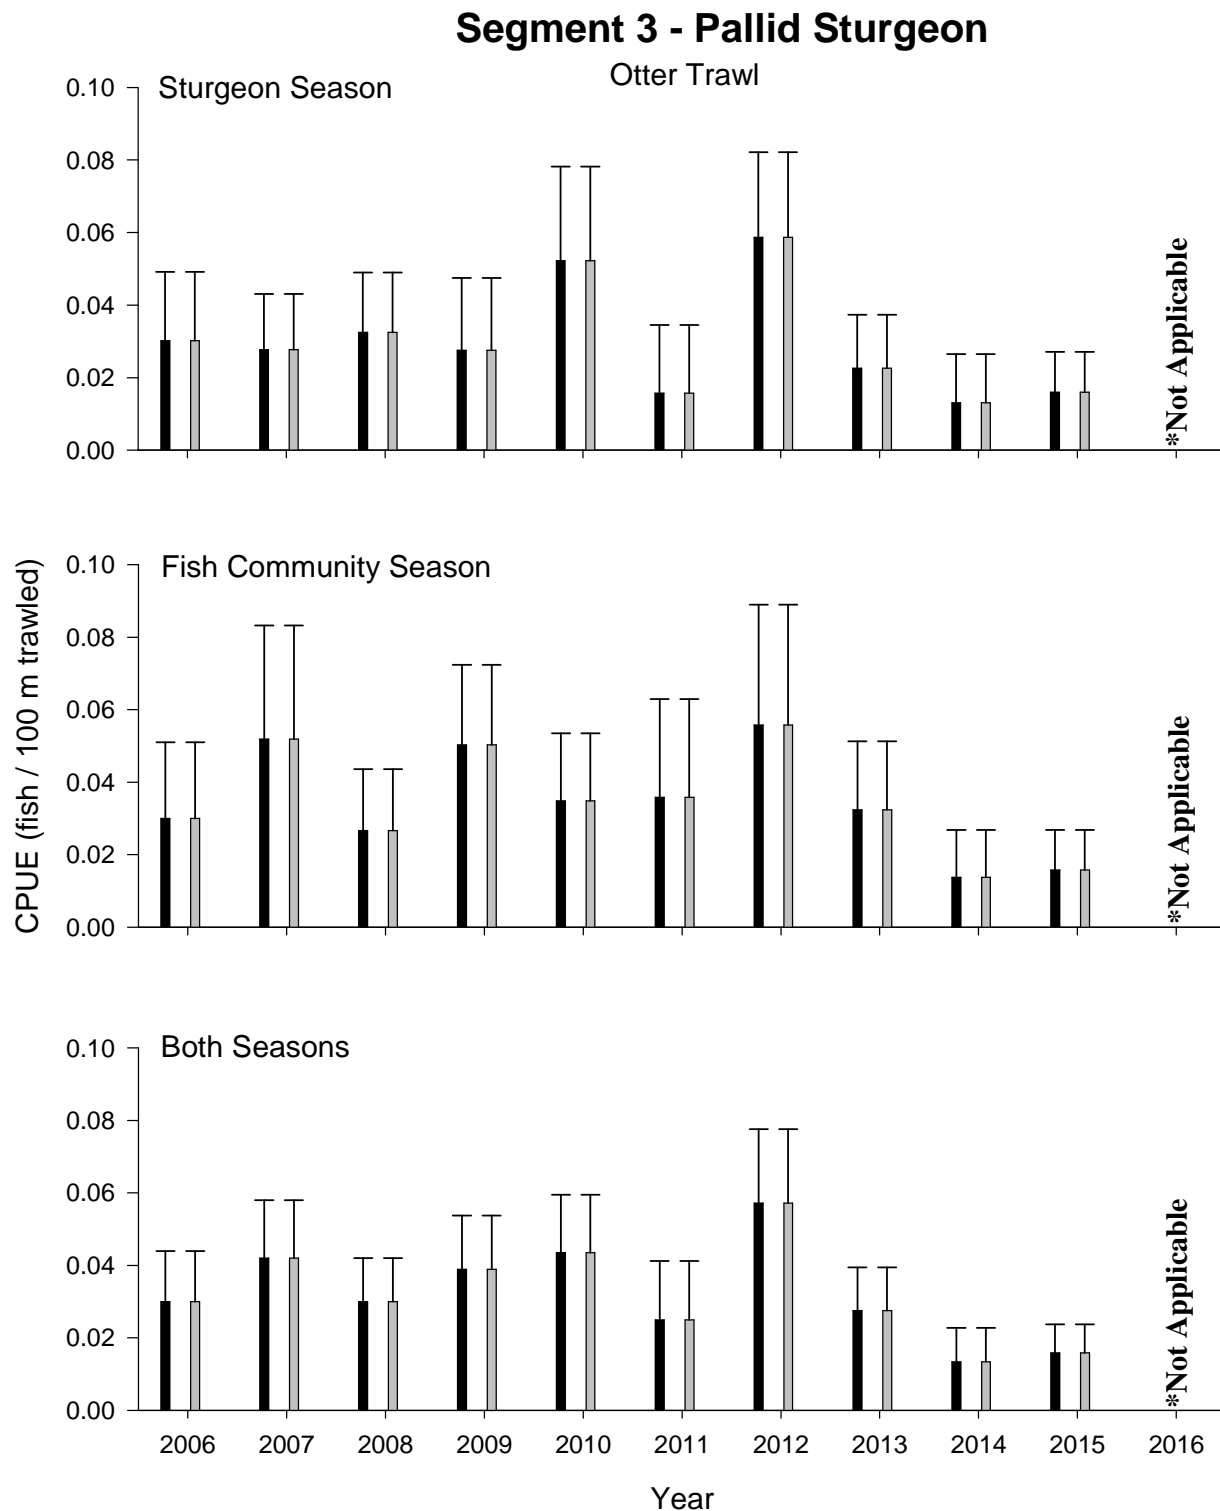 Segment 3 - Pallid Sturgeon
Otter Trawl
Sturgeon Season
0.10
0.08
0.06
0.04
0.02
0.00
*Not Applicable
CPUE (fish / 100 m trawled)
Fish Community Season
0.10
0.08
0.06
0.04
0.02
0.00
*Not Applicable
Both Seasons
0.10
0.08
0.06
0.04
0.02
0.00
*Not Applicable
2006 2007 2008 2009 2010 2011 2012 2013 2014 2015 2016
Year